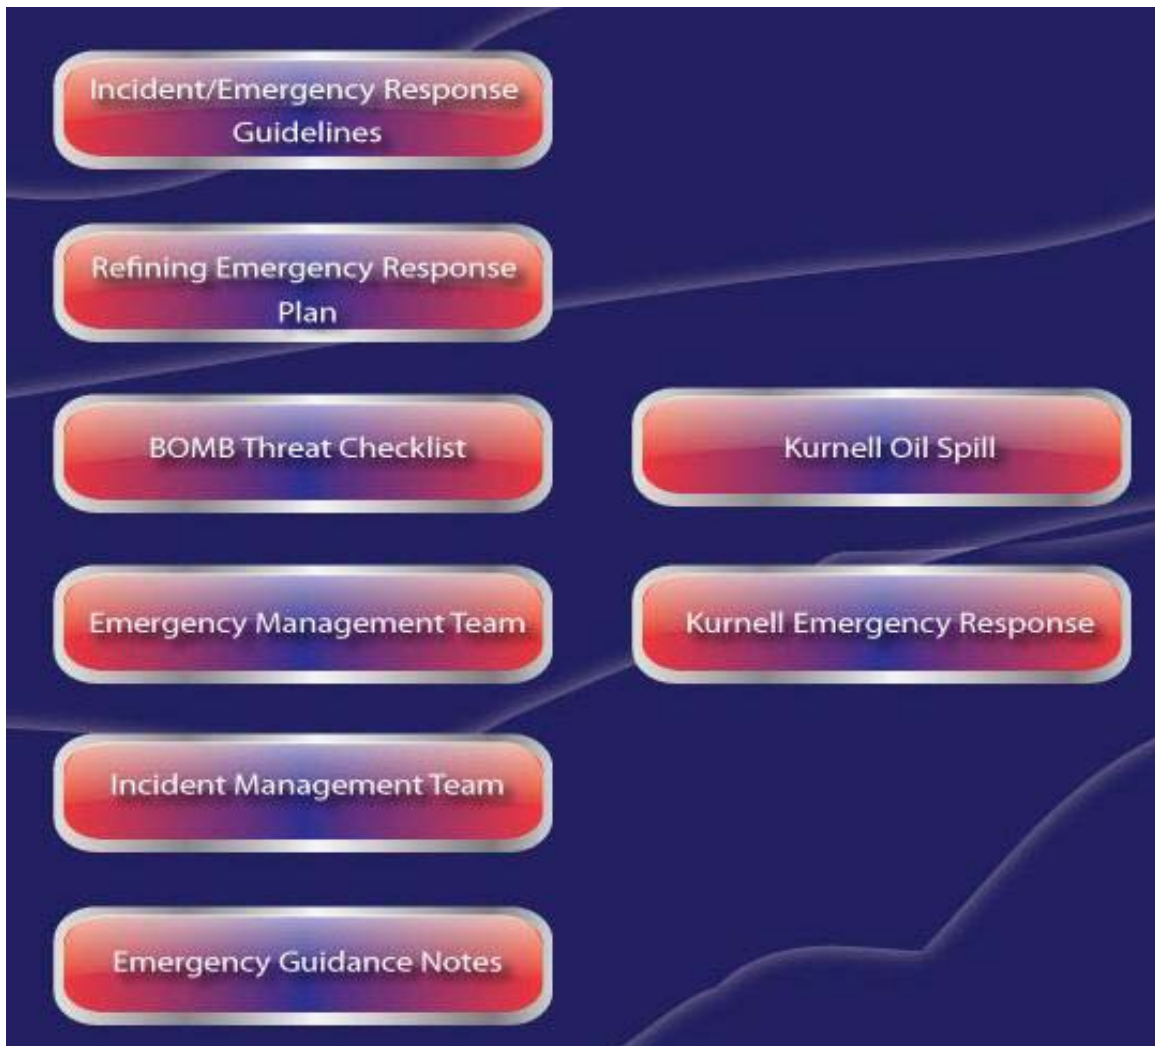 Incident/Emergency Response
Guidelines
Refining Emergency Response
Plan
BOMB Threat Checklist
Emergency Management Team
Incident Management Team
Emergency Guidance Notes
Kurnell Oil Spill
Kurnell Emergency Response